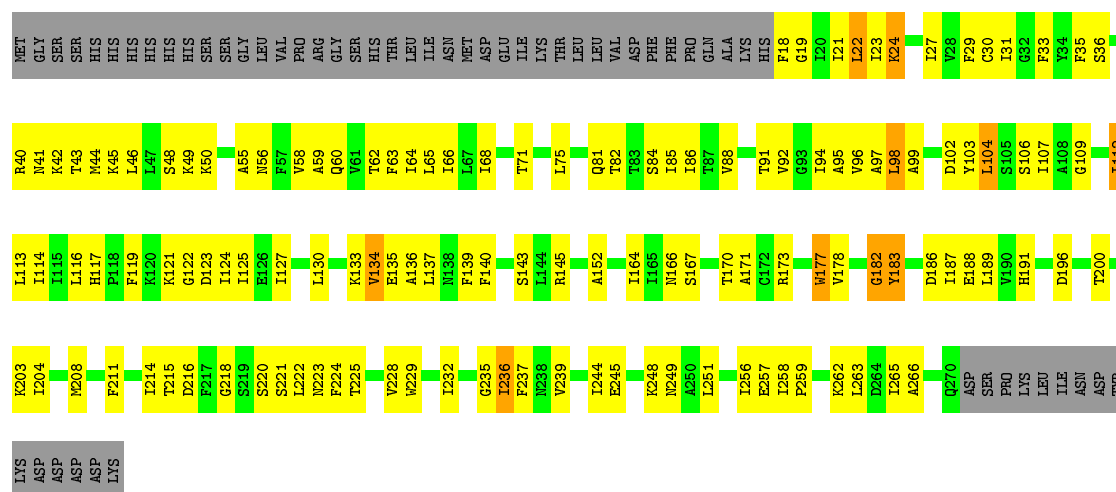 MET GLY SER SER HIS HIS HIS HIS HIS HIS SER SER GLY LEU VAL PRO ARG GLY SER HIS THR LEU ILE ASN MET ASP GLU ILE LYS THR LEU LEU VAL ASP PHE PHE PRO GLN ALA LYS HIS F18 G19 I20 I21 L22 I23 K24 I27 V28 F29 C30 I31 G32 F33 Y34 F35 S36
R40 N41 K42 T43 M44 K45 L46 L47 S48 K49 K50 A55 N56 F57 V58 A59 Q60 V61 T62 F63 I64 L65 I66 L67 I68 T71 L75 Q81 T82 T83 S84 I85 I86 T87 V88 T91 V92 G93 I94 A95 V96 A97 L98 A99 D102 Y103 L104 S105 S106 I107 A108 G109
L113 I114 I115 L116 H117 P118 F119 K120 K121 G122 D123 I124 I125 E126 I127 L130 K133 V134 E135 A136 L137 N138 F139 F140 S143 L144 R145 A152 I164 I165 N166 S167 T170 A171 C172 R173 W177 V178 G182 Y183 D186 I187 E188 L189 V190 H191 D196 T200
K203 I204 M208 F211 I214 T215 D216 F217 G218 S219 S220 S221 L222 N223 F224 T225 V228 W229 I232 G235 I236 F237 N238 V239 I244 E245 K248 N249 A250 L251 I256 E257 I258 P259 K262 L263 D264 I265 A266 Q270 ASP SER PRO LYS LEU ILE ASN ASP
LYS ASP ASP ASP ASP LYS